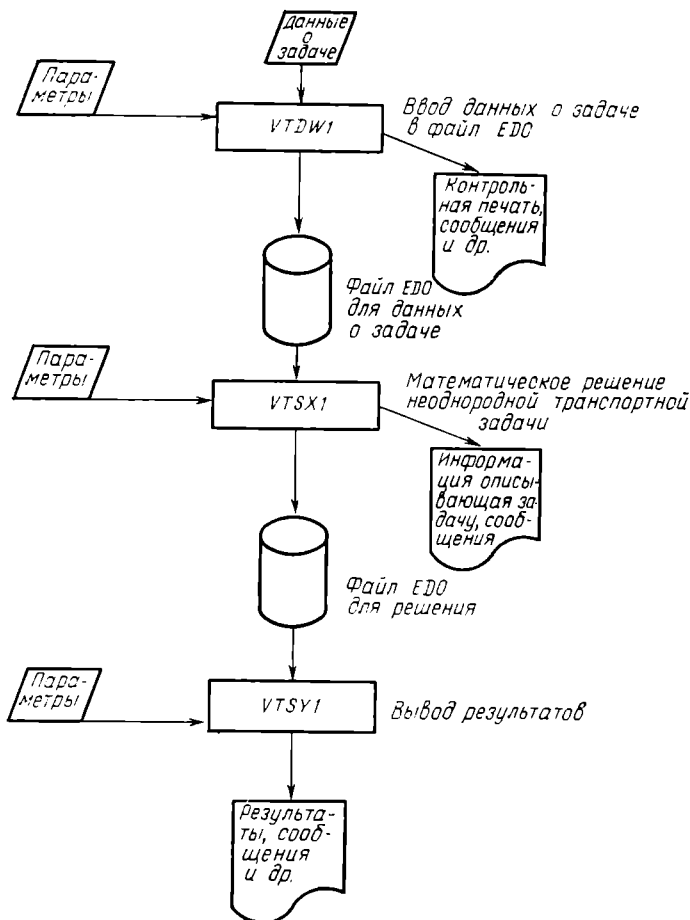 Данные
о
задаче
Пара-
метры
VTDW1
Ввод данных о задаче
в файл EDO
Контроль-
ная печать,
сообщения
и др.
Файл EDO
для данных
о задаче
Пара-
метры
VTSX1
Математическое решение
неоднородной транспортной
задачи
Информа-
ция описы-
вающая за-
дачу, сооб-
щения
Файл EDO
для решения
Пара-
метры
VTSY1
Вывод результатов
Результа-
ты, сооб-
щения
и др.